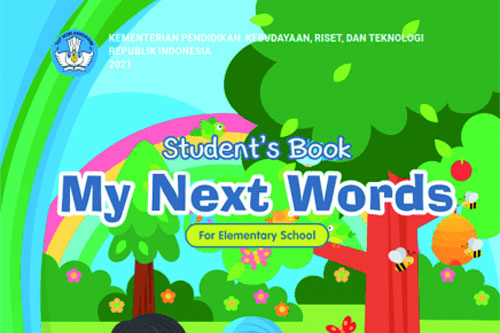 KEMENTERIAN PENDIDIKAN, KEBUDAYAAN, RISET, DAN TEKNOLOGI
REPUBLIK INDONESIA
2021
Student's Book
My Next Words
For Elementary School